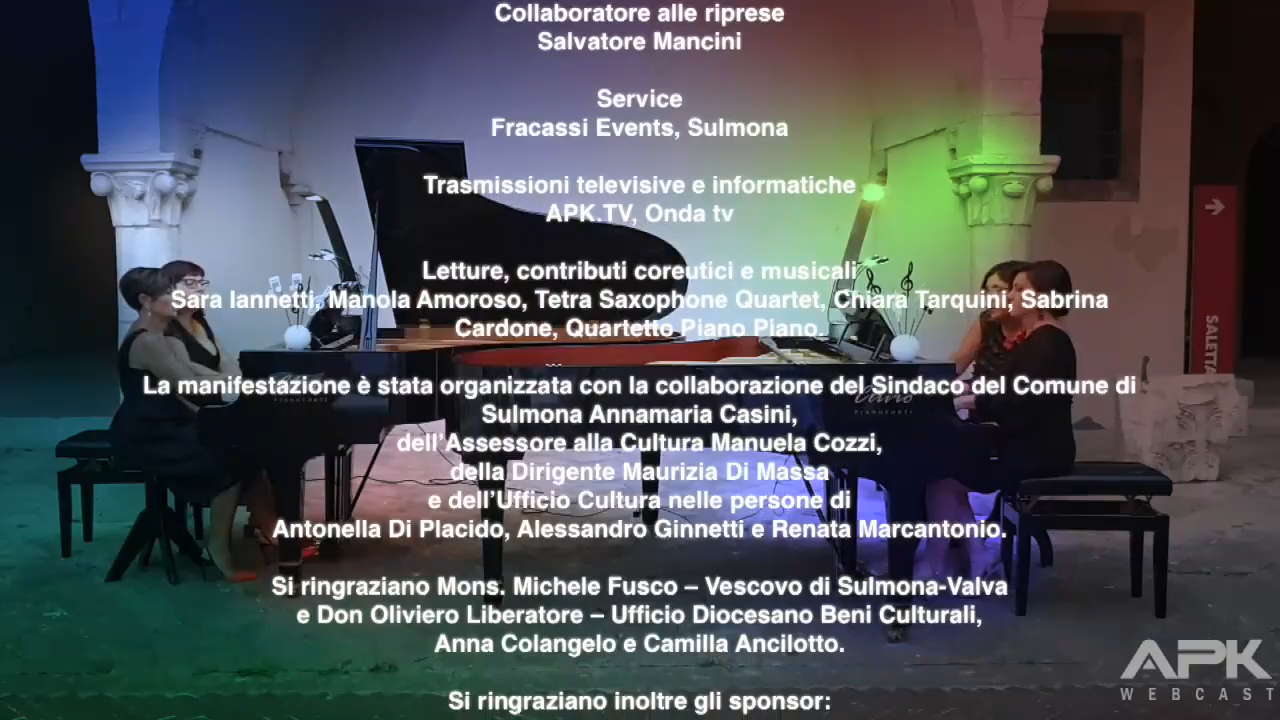 Collaboratore alle riprese
Salvatore Mancini
Service
Fracassi Events, Sulmona
Trasmissioni televisive e informatiche
APK.TV, Onda tv
Letture, contributi coreutici e musicali
Sara Iannetti, Manola Amoroso, Tetra Saxophone Quartet, Chiara Tarquini, Sabrina
Cardone, Quartetto Piano Piano.
La manifestazione è stata organizzata con la collaborazione del Sindaco del Comune di
Sulmona Annamaria Casini,
dell'Assessore alla Cultura Manuela Cozzi,
della Dirigente Maurizia Di Massa
e dell'Ufficio Cultura nelle persone di
Antonella Di Placido, Alessandro Ginnetti e Renata Marcantonio.
Si ringraziano Mons. Michele Fusco – Vescovo di Sulmona-Valva
e Don Oliviero Liberatore – Ufficio Diocesano Beni Culturali,
Anna Colangelo e Camilla Ancilotto.
Si ringraziano inoltre gli sponsor:
PIANOFORTI
SALETTA
APK
WEBCAST